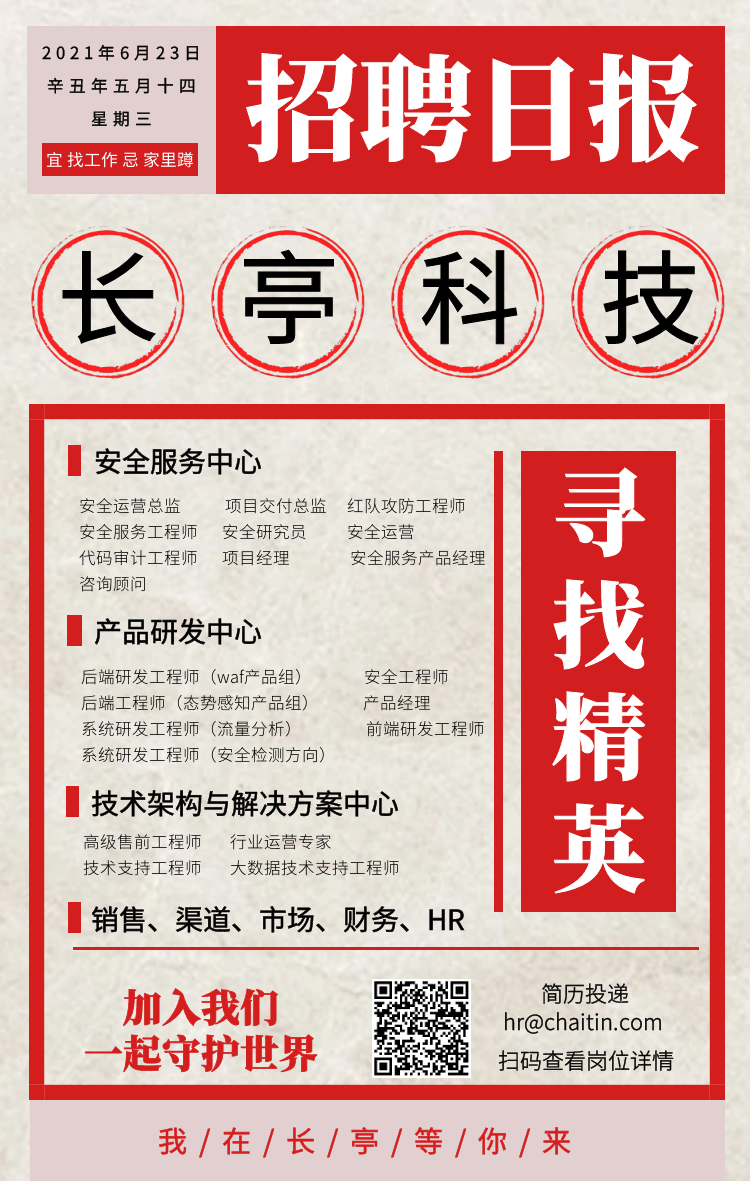 2021年6月23日
辛丑年五月十四
星期三
宜 找工作 忌 家里蹲
招聘日报
长亭科技
安全服务中心
安全运营总监 项目交付总监 红队攻防工程师
安全服务工程师 安全研究员 安全运营
代码审计工程师 项目经理 安全服务产品经理
咨询顾问
产品研发中心
后端研发工程师（waf产品组） 安全工程师
后端工程师（态势感知产品组） 产品经理
系统研发工程师（流量分析） 前端研发工程师
系统研发工程师（安全检测方向）
技术架构与解决方案中心
高级售前工程师 行业运营专家
技术支持工程师 大数据技术支持工程师
销售、渠道、市场、财务、HR
寻找精英
加入我们
一起守护世界
简历投递
hr@chaitin.com
扫码查看岗位详情
我/在/长/亭/等/你/来